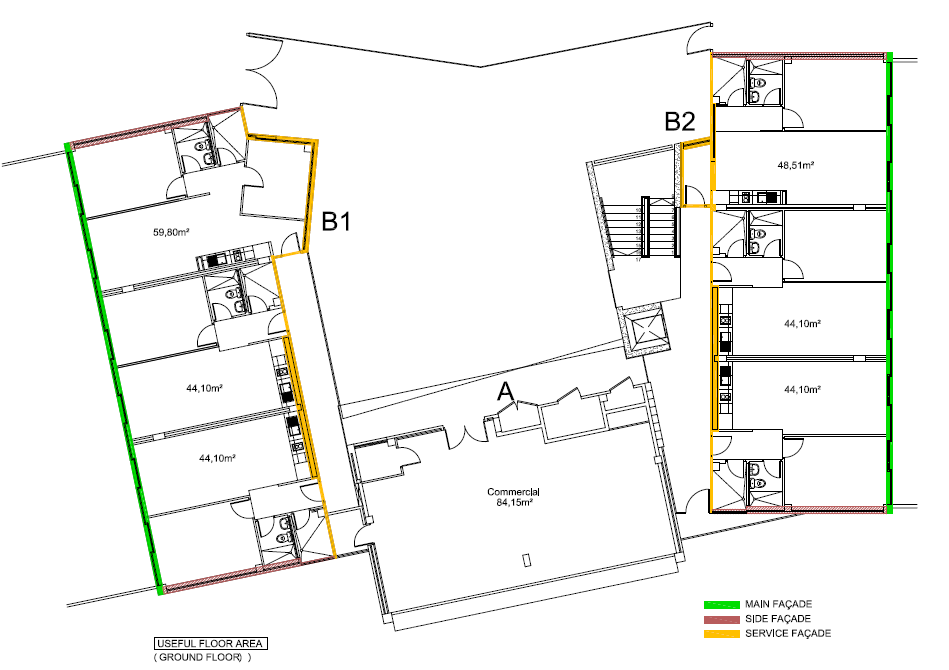 B2
48,51m²
B1
59,80m²
44,10m²
44,10m²
44,10m²
44,10m²
A
Commercial
84,15m²
MAIN FAÇADE
SIDE FAÇADE
SERVICE FAÇADE
USEFUL FLOOR AREA
( GROUND FLOOR) )